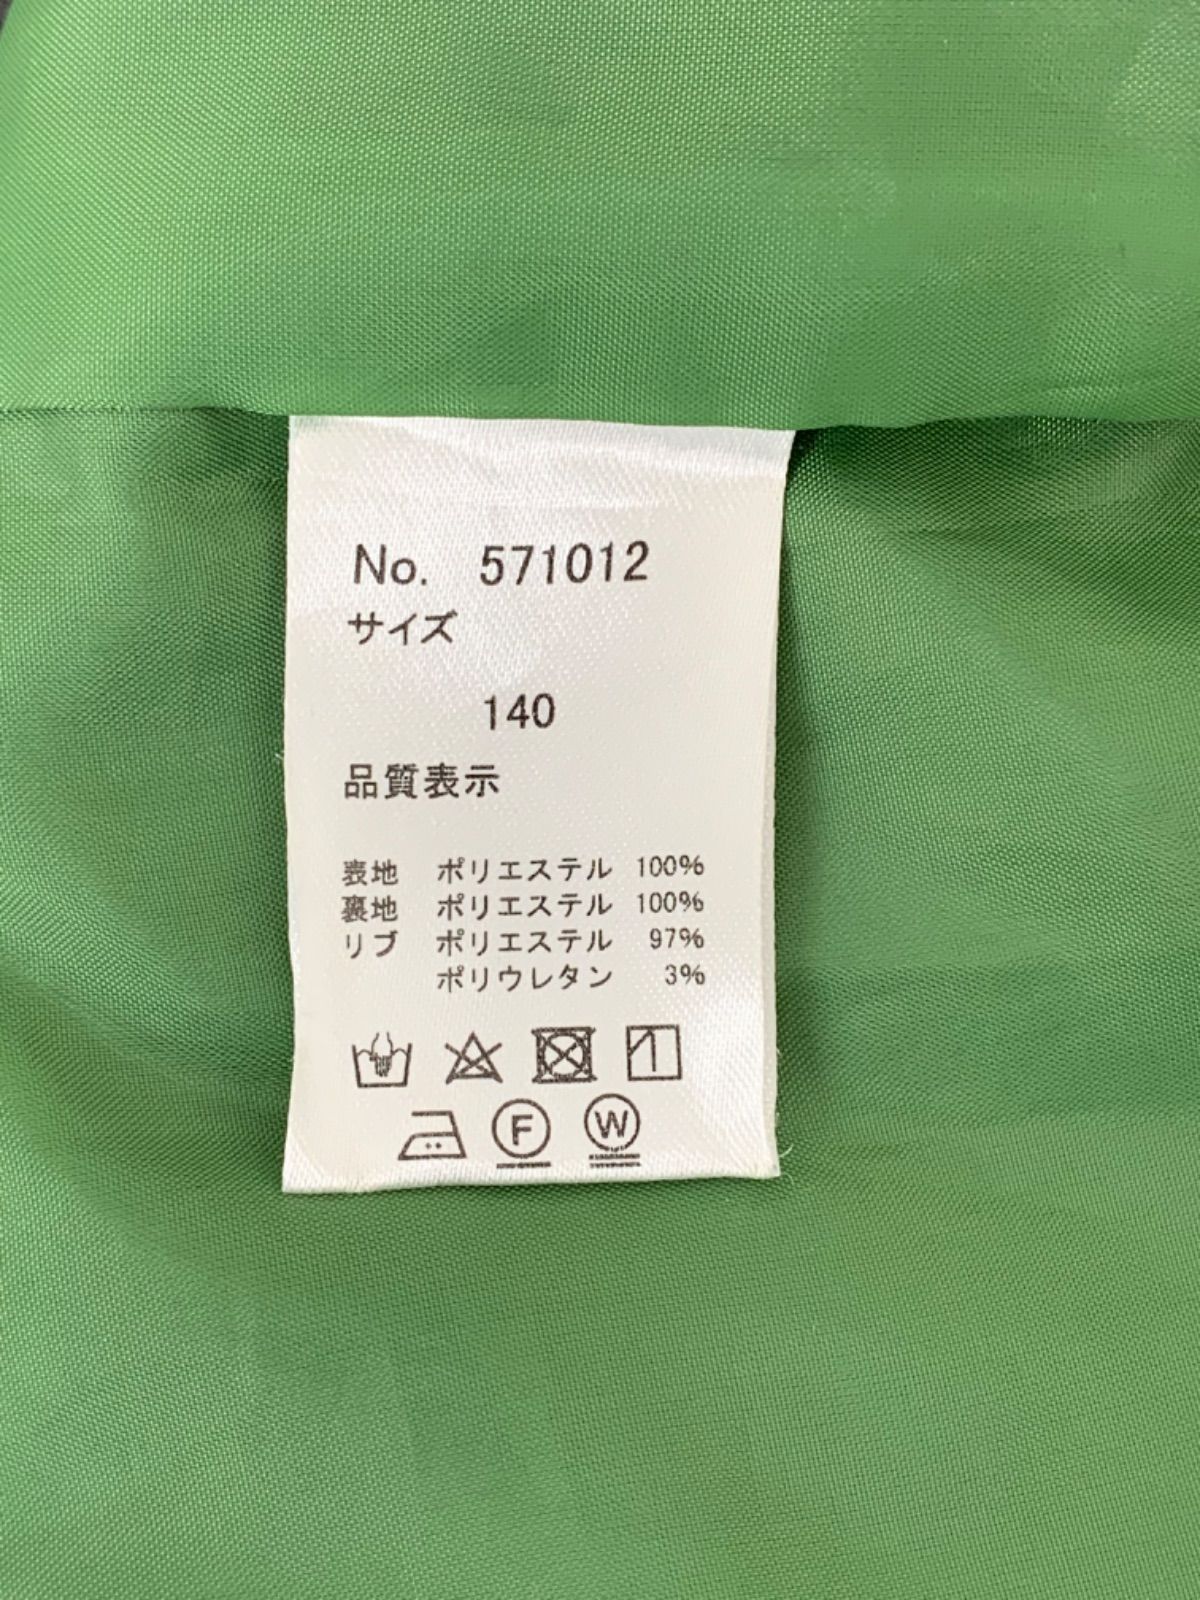 No. 571012
サイズ
140
品質表示
表地 ポリエステル 100%
裏地 ポリエステル 100%
リブ ポリエステル 97%
ポリウレタン 3%
F W